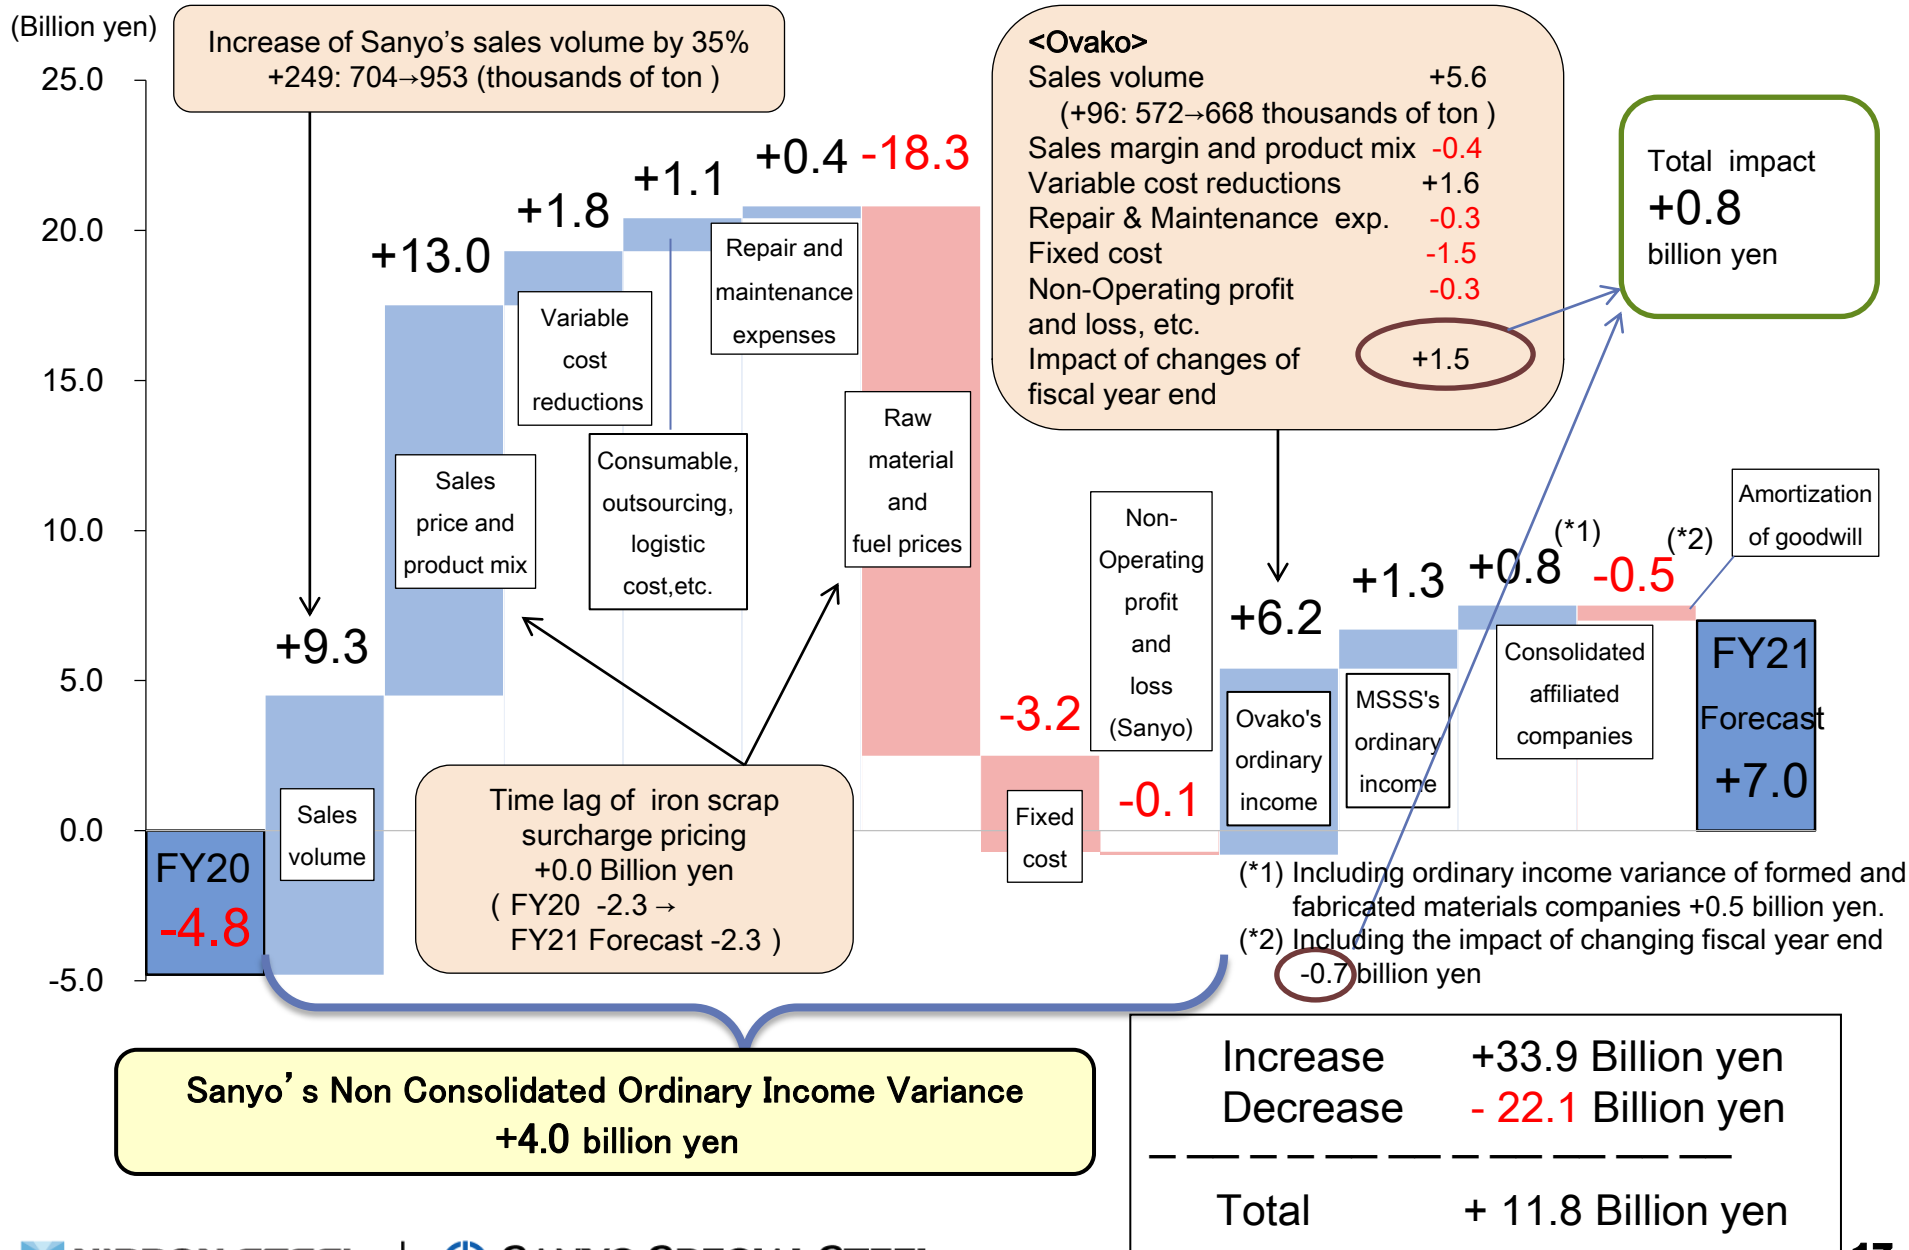 (Billion yen)
25.0
20.0
15.0
10.0
5.0
0.0
-5.0
Increase of Sanyo's sales volume by 35%
+249: 704→953 (thousands of ton )
<Ovako>
Sales volume +5.6
(+96: 572→668 thousands of ton )
Sales margin and product mix -0.4
Variable cost reductions +1.6
Repair & Maintenance exp. -0.3
Fixed cost -1.5
Non-Operating profit -0.3
and loss, etc.
Impact of changes of +1.5
fiscal year end
Total impact
+0.8
billion yen
FY20
-4.8
+9.3
Sales
volume
+13.0
Sales
price and
product mix
+1.8
Variable
cost
reductions
+1.1
Consumable,
outsourcing,
logistic
cost,etc.
+0.4
Repair and
maintenance
expenses
-18.3
Raw
material
and
fuel prices
-3.2
Fixed
cost
-0.1
Non-
Operating
profit
and
loss
(Sanyo)
+6.2
Ovako's
ordinary
income
+1.3
MSSS's
ordinary
income
+0.8
(*1)
Consolidated
affiliated
companies
-0.5
(*2)
Amortization
of goodwill
FY21
Forecast
+7.0
Time lag of iron scrap
surcharge pricing
+0.0 Billion yen
( FY20 -2.3 →
FY21 Forecast -2.3 )
(*1) Including ordinary income variance of formed and
fabricated materials companies +0.5 billion yen.
(*2) Including the impact of changing fiscal year end
-0.7 billion yen
Sanyo's Non Consolidated Ordinary Income Variance
+4.0 billion yen
Increase +33.9 Billion yen
Decrease - 22.1 Billion yen
Total + 11.8 Billion yen
NIPPON STEEL
SANYO SPECIAL STEEL
17